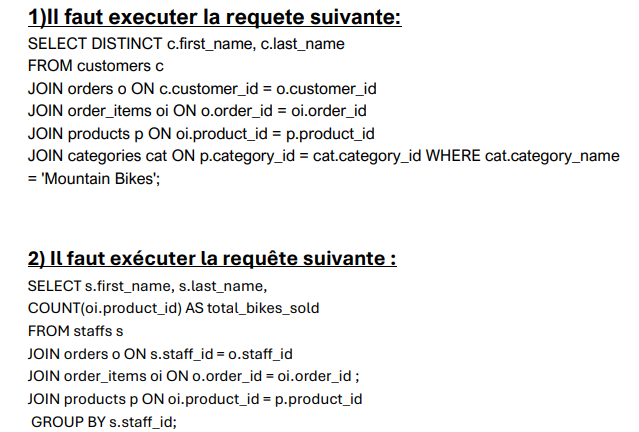 1)Il faut executer la requete suivante:
SELECT DISTINCT c.first_name, c.last_name
FROM customers c
JOIN orders o ON c.customer_id = o.customer_id
JOIN order_items oi ON o.order_id = oi.order_id
JOIN products p ON oi.product_id = p.product_id
JOIN categories cat ON p.category_id = cat.category_id WHERE cat.category_name
= 'Mountain Bikes';
2) Il faut exécuter la requête suivante :
SELECT s.first_name, s.last_name,
COUNT(oi.product_id) AS total_bikes_sold
FROM staffs s
JOIN orders o ON s.staff_id = o.staff_id
JOIN order_items oi ON o.order_id = oi.order_id ;
JOIN products p ON oi.product_id = p.product_id
GROUP BY s.staff_id;